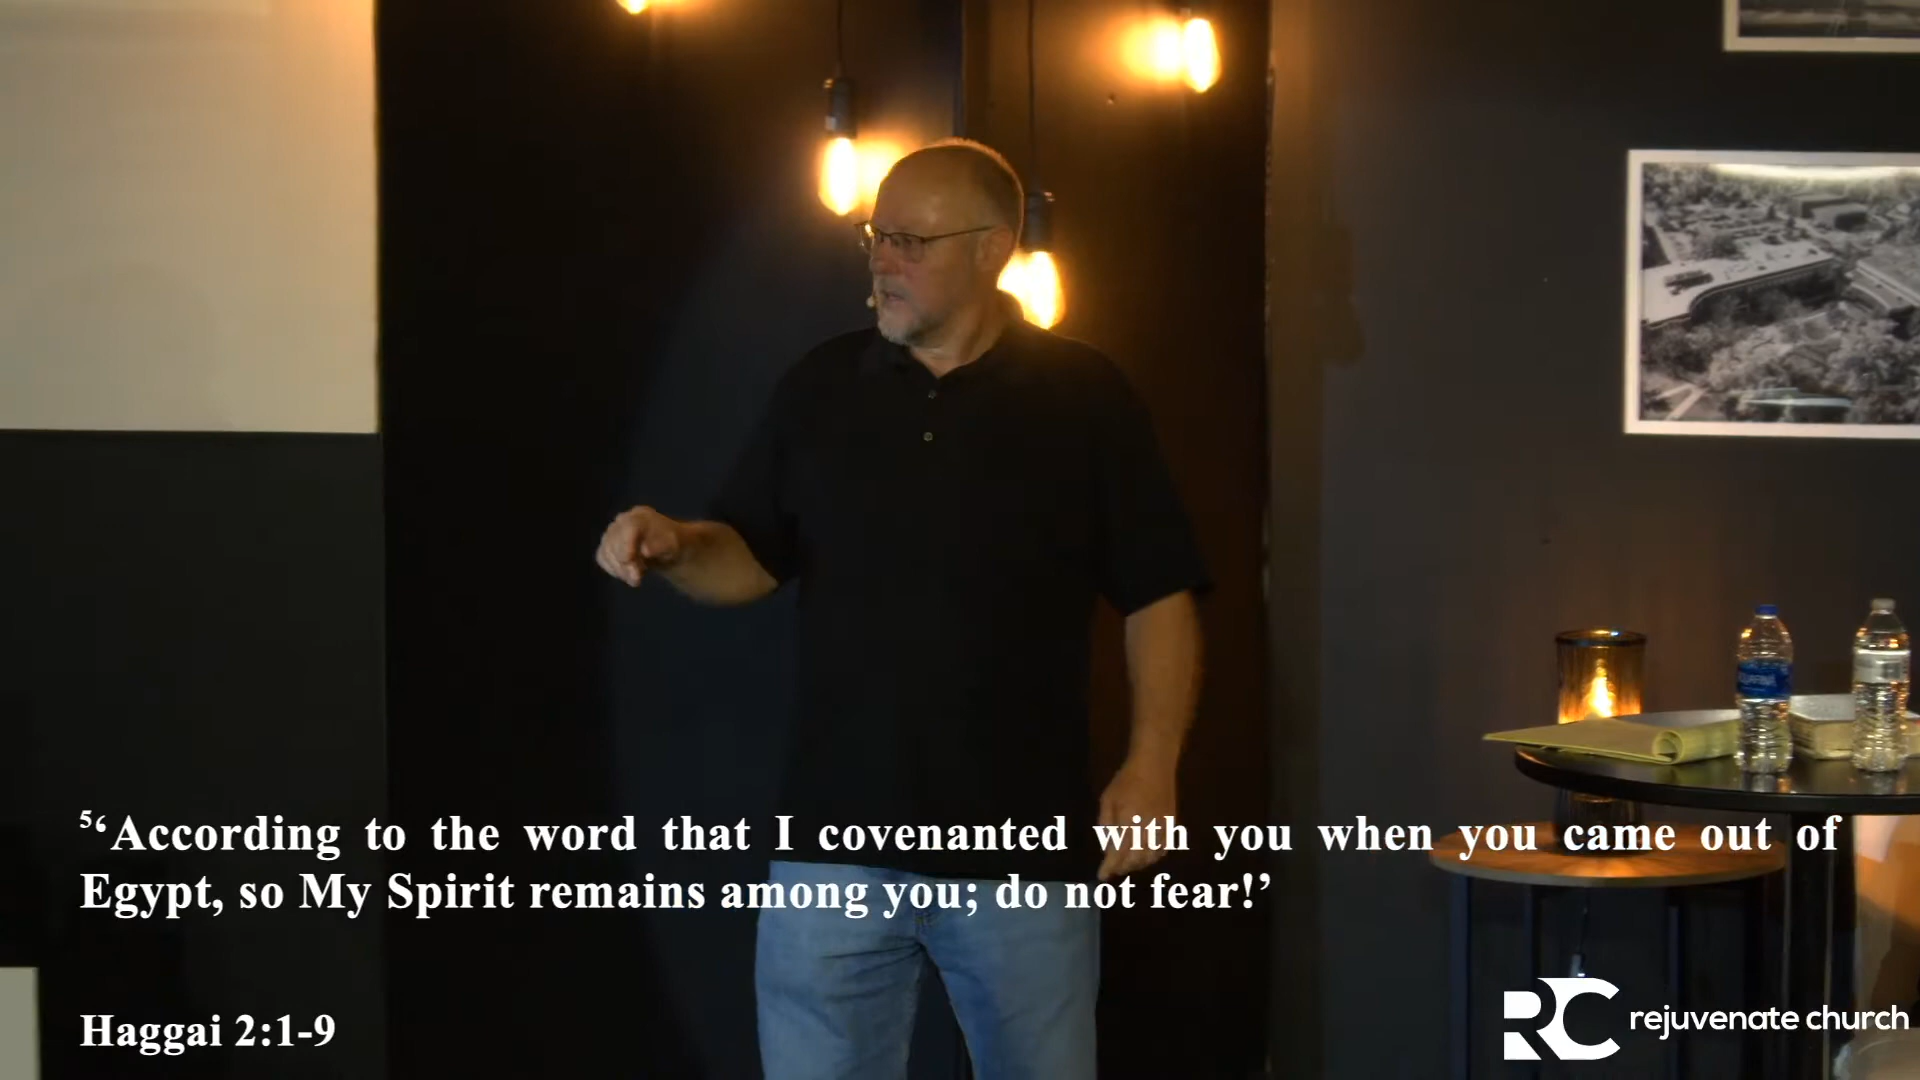 ⁵‘According to the word that I covenanted with you when you came out of
Egypt, so My Spirit remains among you; do not fear!’
Haggai 2:1-9
RC rejuvenate church
AQUAFINA